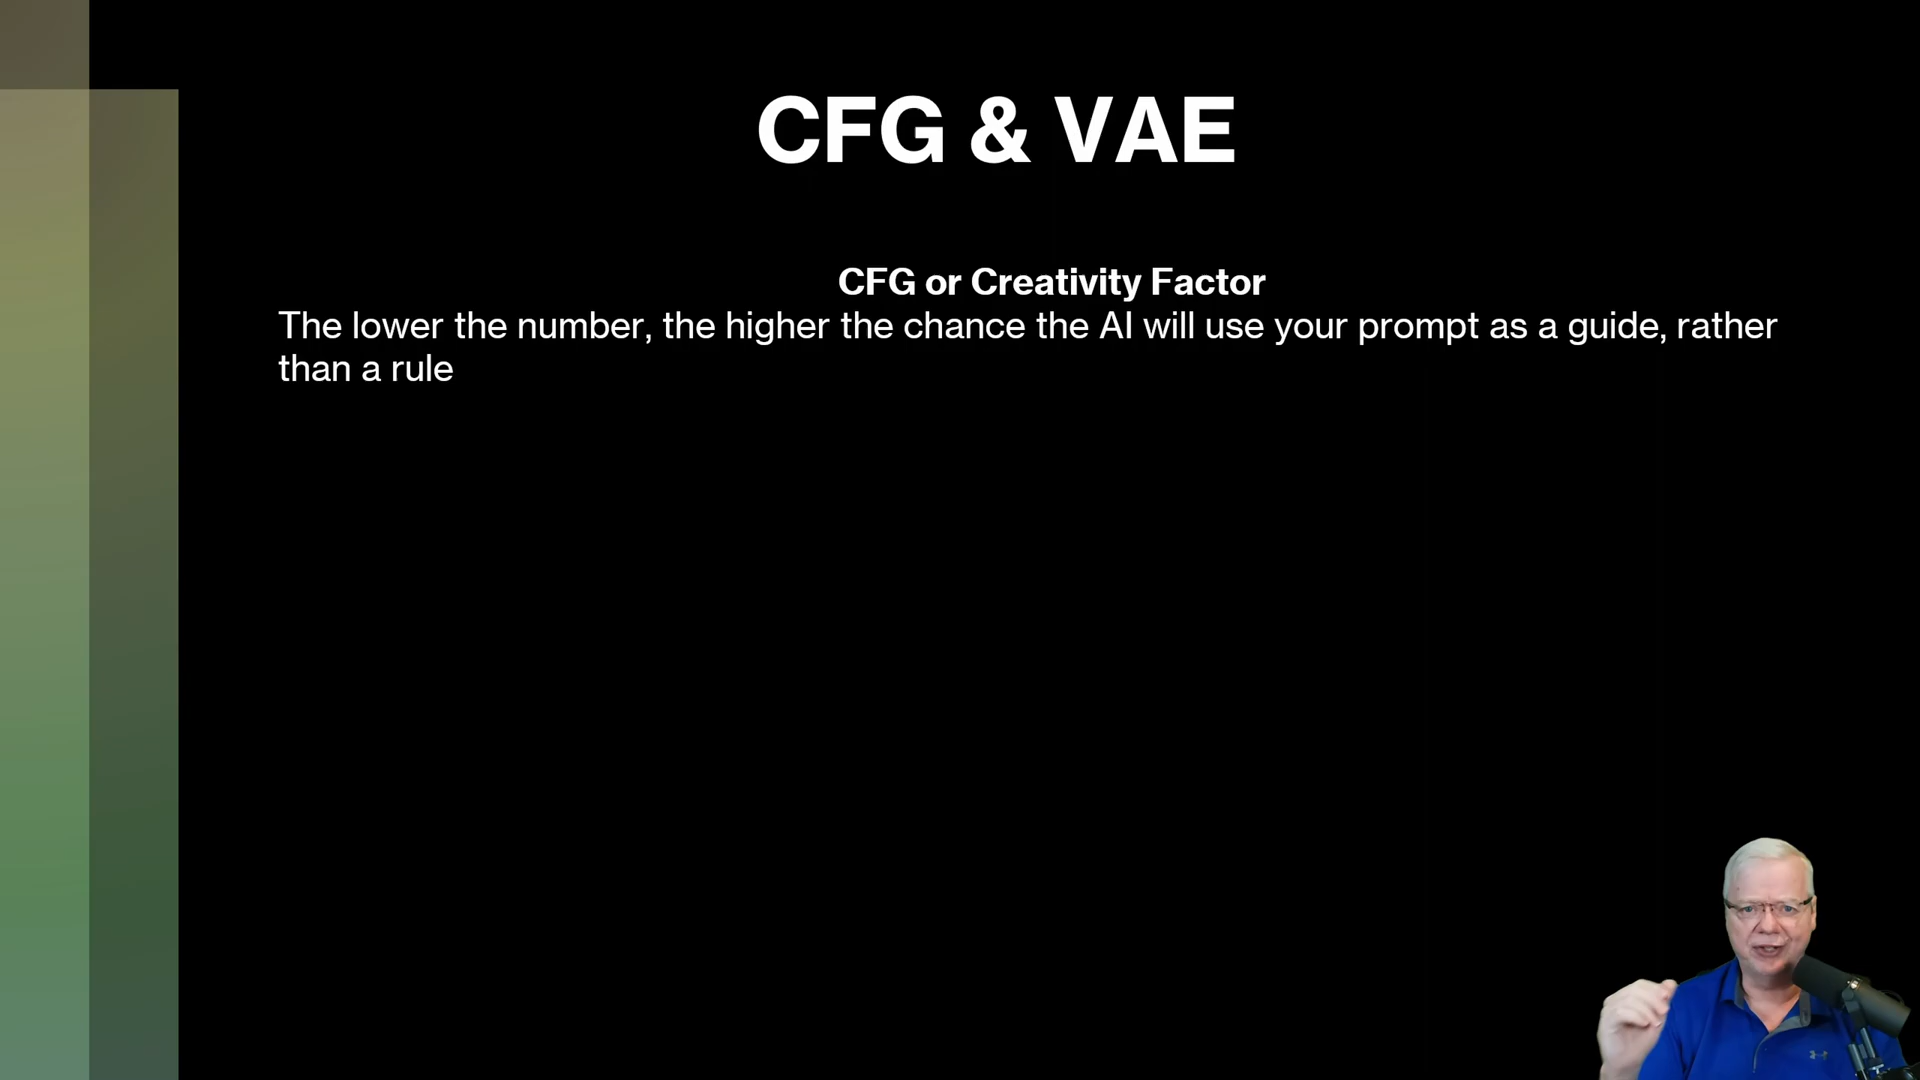 CFG & VAE
CFG or Creativity Factor
The lower the number, the higher the chance the AI will use your prompt as a guide, rather
than a rule